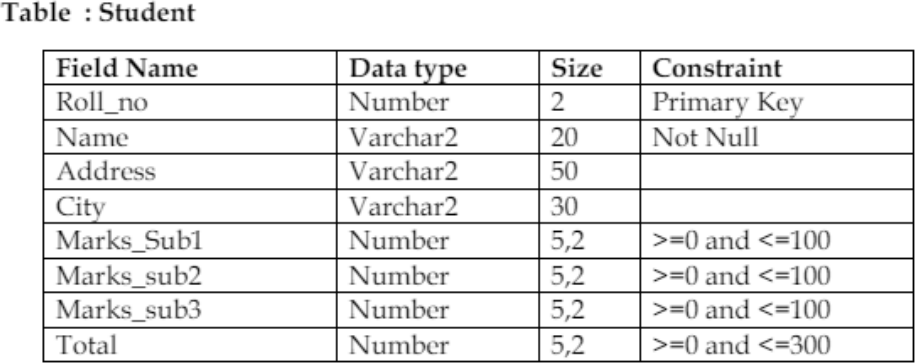 Table : Student
Field Name Data type Size Constraint
Roll_no Number 2 Primary Key
Name Varchar2 20 Not Null
Address Varchar2 50
City Varchar2 30
Marks_Sub1 Number 5,2 >=0 and <=100
Marks_sub2 Number 5,2 >=0 and <=100
Marks_sub3 Number 5,2 >=0 and <=100
Total Number 5,2 >=0 and <=300